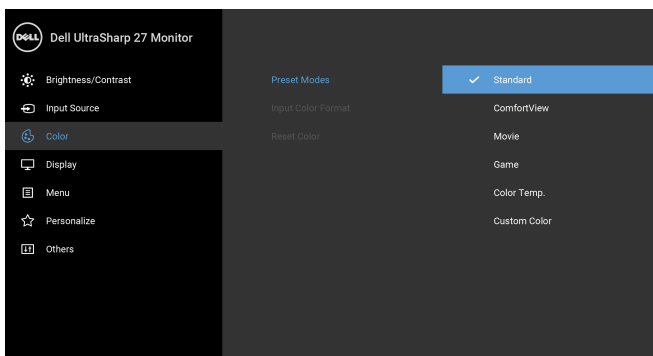 DELL Dell UltraSharp 27 Monitor
Brightness/Contrast
Input Source
Color
Display
Menu
Personalize
Others
Preset Modes
Input Color Format
Reset Color
Standard
ComfortView
Movie
Game
Color Temp.
Custom Color